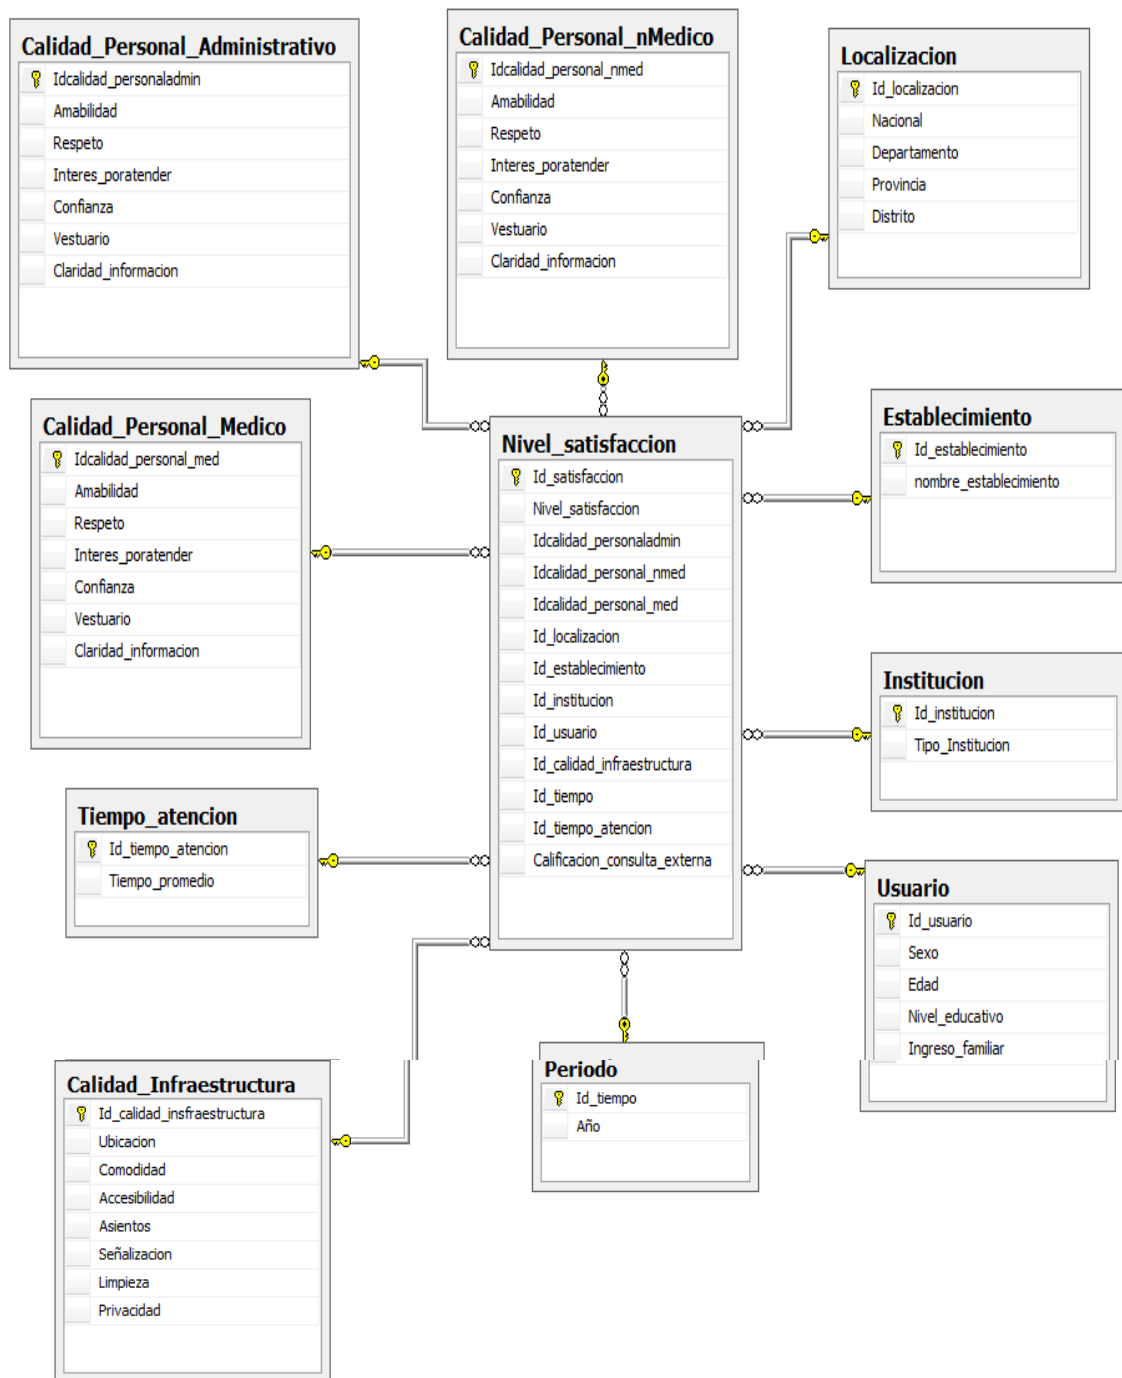 Calidad_Personal_Administrativo
Idcalidad_personaladmin
Amabilidad
Respeto
Interes_poratender
Confianza
Vestuario
Claridad_informacion
Calidad_Personal_nMedico
Idcalidad_personal_nmed
Amabilidad
Respeto
Interes_poratender
Confianza
Vestuario
Claridad_informacion
Localizacion
Id_localizacion
Nacional
Departamento
Provincia
Distrito
Calidad_Personal_Medico
Idcalidad_personal_med
Amabilidad
Respeto
Interes_poratender
Confianza
Vestuario
Claridad_informacion
Nivel_satisfaccion
Id_satisfaccion
Nivel_satisfaccion
Idcalidad_personaladmin
Idcalidad_personal_nmed
Idcalidad_personal_med
Id_localizacion
Id_establecimiento
Id_institucion
Id_usuario
Id_calidad_infraestructura
Id_tiempo
Id_tiempo_atencion
Calificacion_consulta_externa
Establecimiento
Id_establecimiento
nombre_establecimiento
Institucion
Id_institucion
Tipo_Institucion
Tiempo_atencion
Id_tiempo_atencion
Tiempo_promedio
Usuario
Id_usuario
Sexo
Edad
Nivel_educativo
Ingreso_familiar
Calidad_Infraestructura
Id_calidad_insfraestructura
Ubicacion
Comodidad
Accesibilidad
Asientos
Señalizacion
Limpieza
Privacidad
Periodo
Id_tiempo
Año